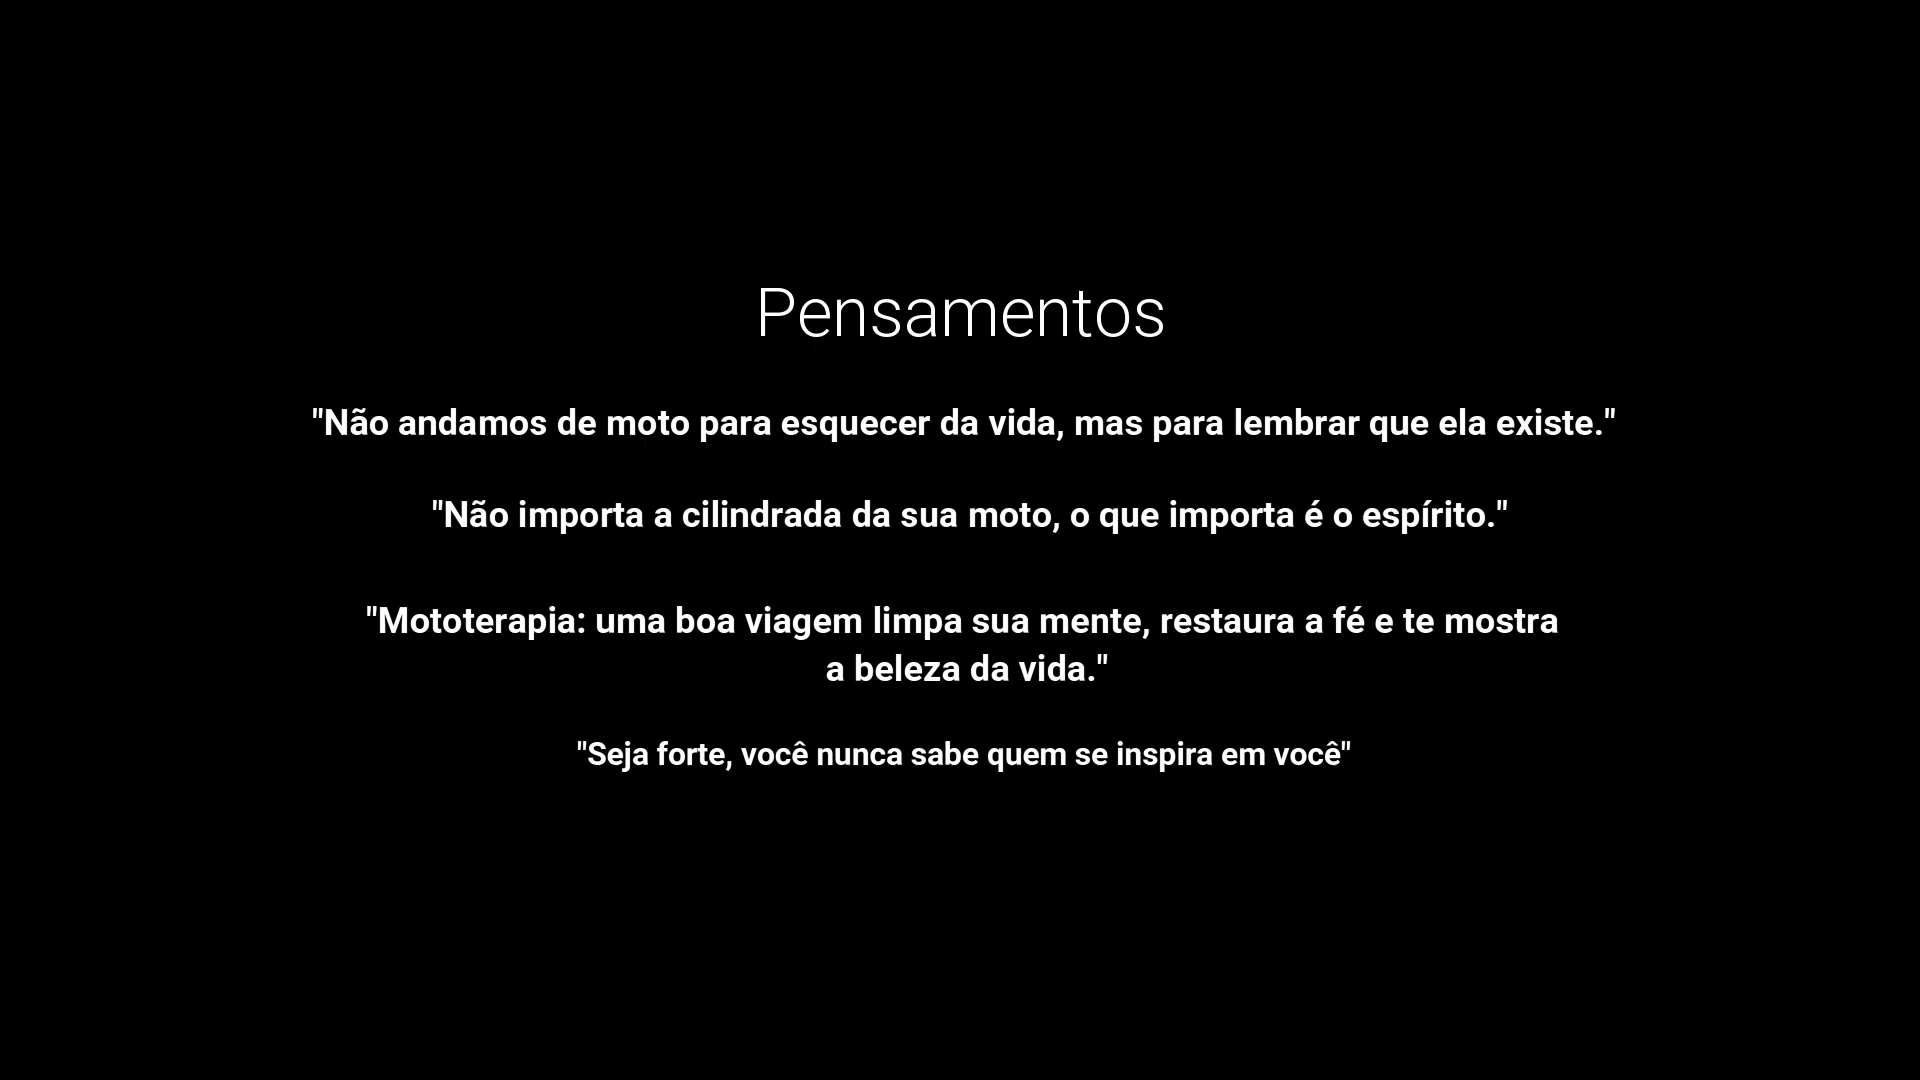 Pensamentos
"Não andamos de moto para esquecer da vida, mas para lembrar que ela existe."
"Não importa a cilindrada da sua moto, o que importa é o espírito."
"Mototerapia: uma boa viagem limpa sua mente, restaura a fé e te mostra
a beleza da vida."
"Seja forte, você nunca sabe quem se inspira em você"